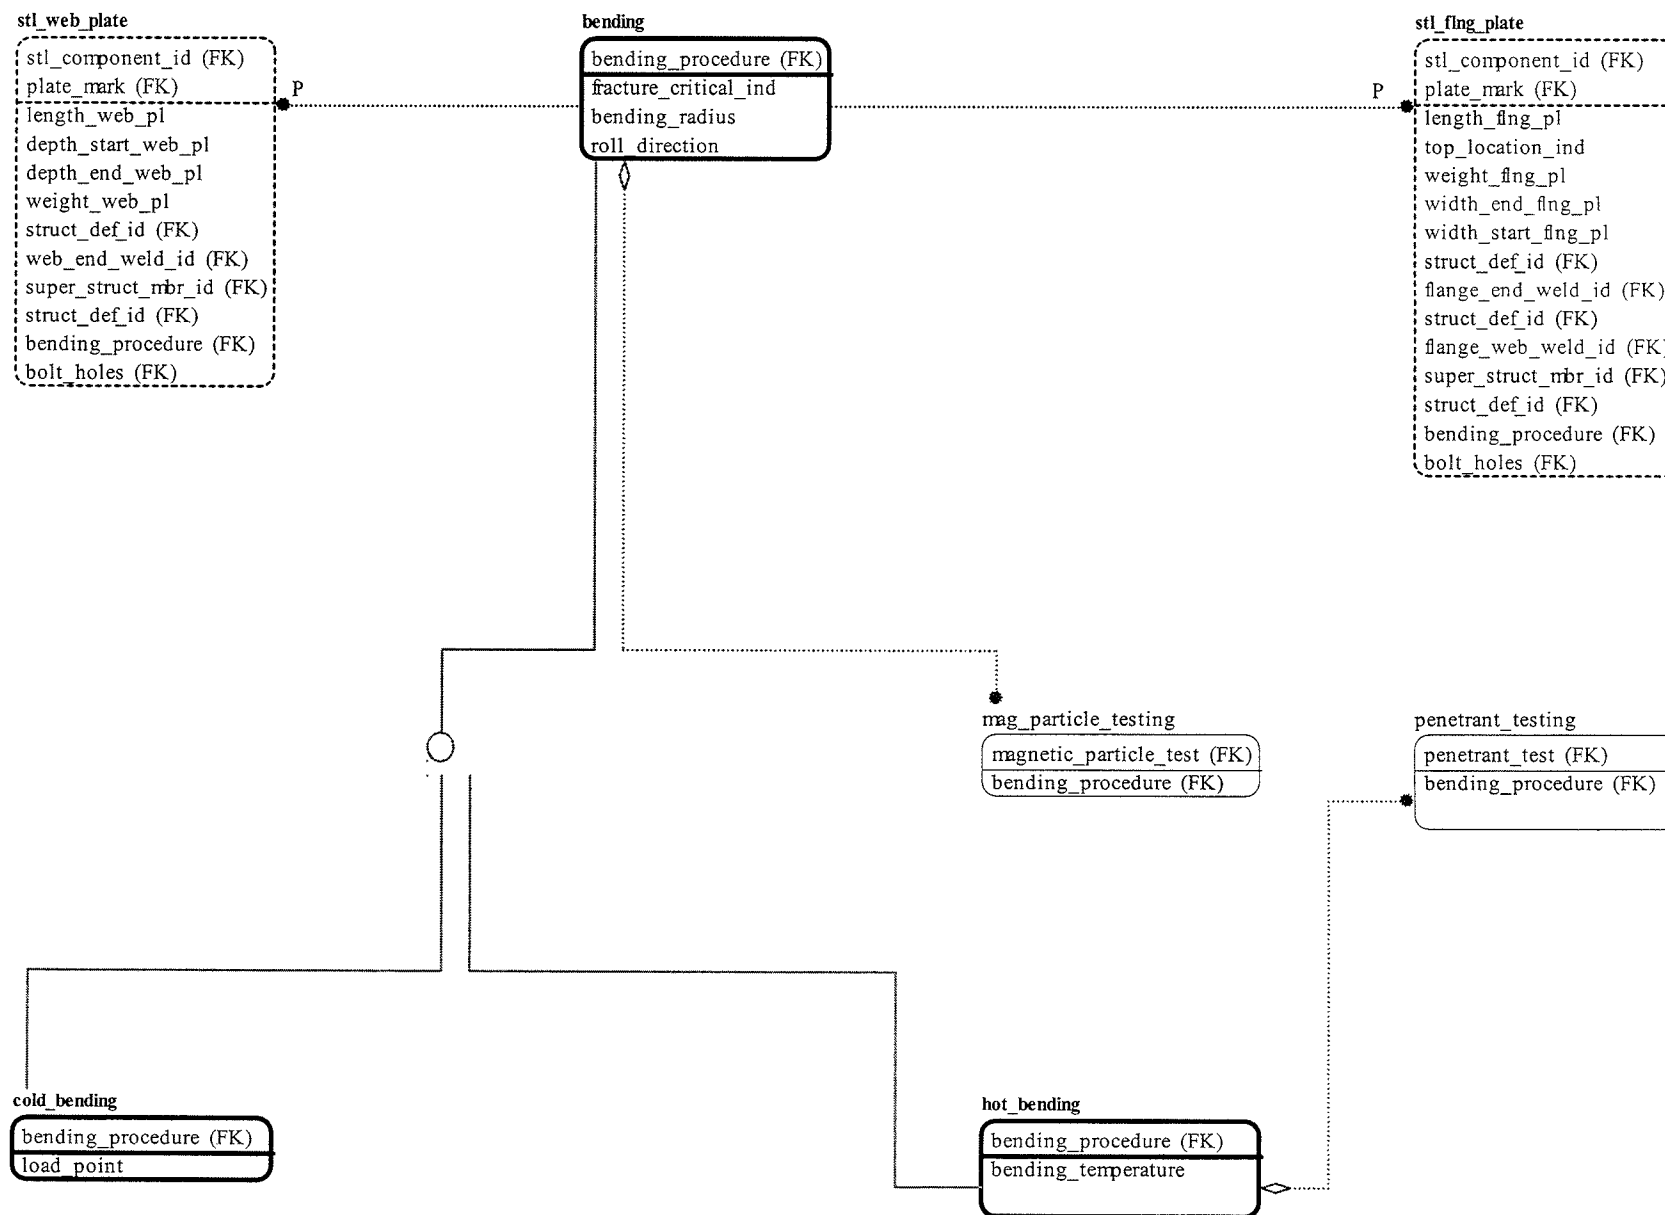 stl_web_plate
stl_component_id (FK)
plate_mark (FK)
length_web_pl
depth_start_web_pl
depth_end_web_pl
weight_web_pl
struct_def_id (FK)
web_end_weld_id (FK)
super_struct_mbr_id (FK)
struct_def_id (FK)
bending_procedure (FK)
bolt_holes (FK)
P
bending
bending_procedure (FK)
fracture_critical_ind
bending_radius
roll_direction
P
stl_flng_plate
stl_component_id (FK)
plate_mark (FK)
length_flng_pl
top_location_ind
weight_flng_pl
width_end_flng_pl
width_start_flng_pl
struct_def_id (FK)
flange_end_weld_id (FK)
struct_def_id (FK)
flange_web_weld_id (FK)
super_struct_mbr_id (FK)
struct_def_id (FK)
bending_procedure (FK)
bolt_holes (FK)
mag_particle_testing
magnetic_particle_test (FK)
bending_procedure (FK)
penetrant_testing
penetrant_test (FK)
bending_procedure (FK)
cold_bending
bending_procedure (FK)
load_point
hot_bending
bending_procedure (FK)
bending_temperature